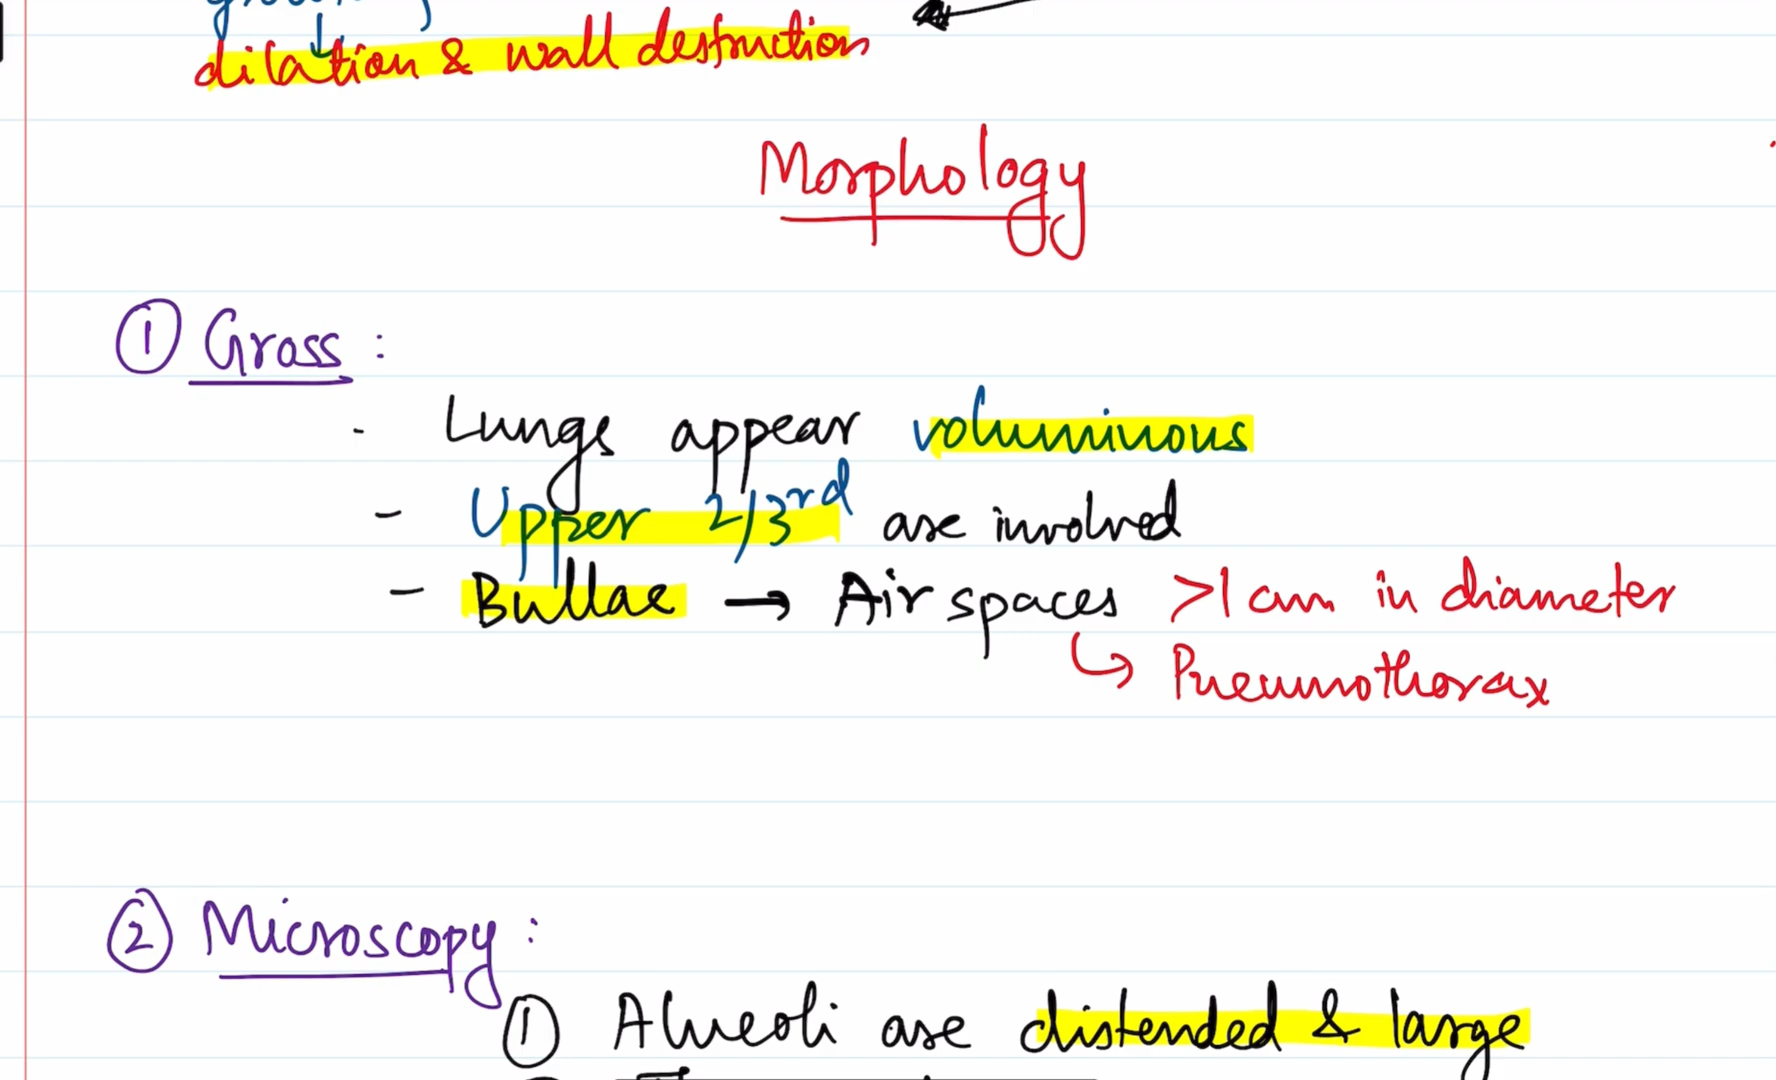 dilation & wall destruction
Morphology
① Gross :
- Lungs appear voluminous
- Upper 2/3rd are involved
- Bullae → Air spaces >1 cm in diameter
↳ Pneumothorax
② Microscopy :
① Alveoli are distended & large